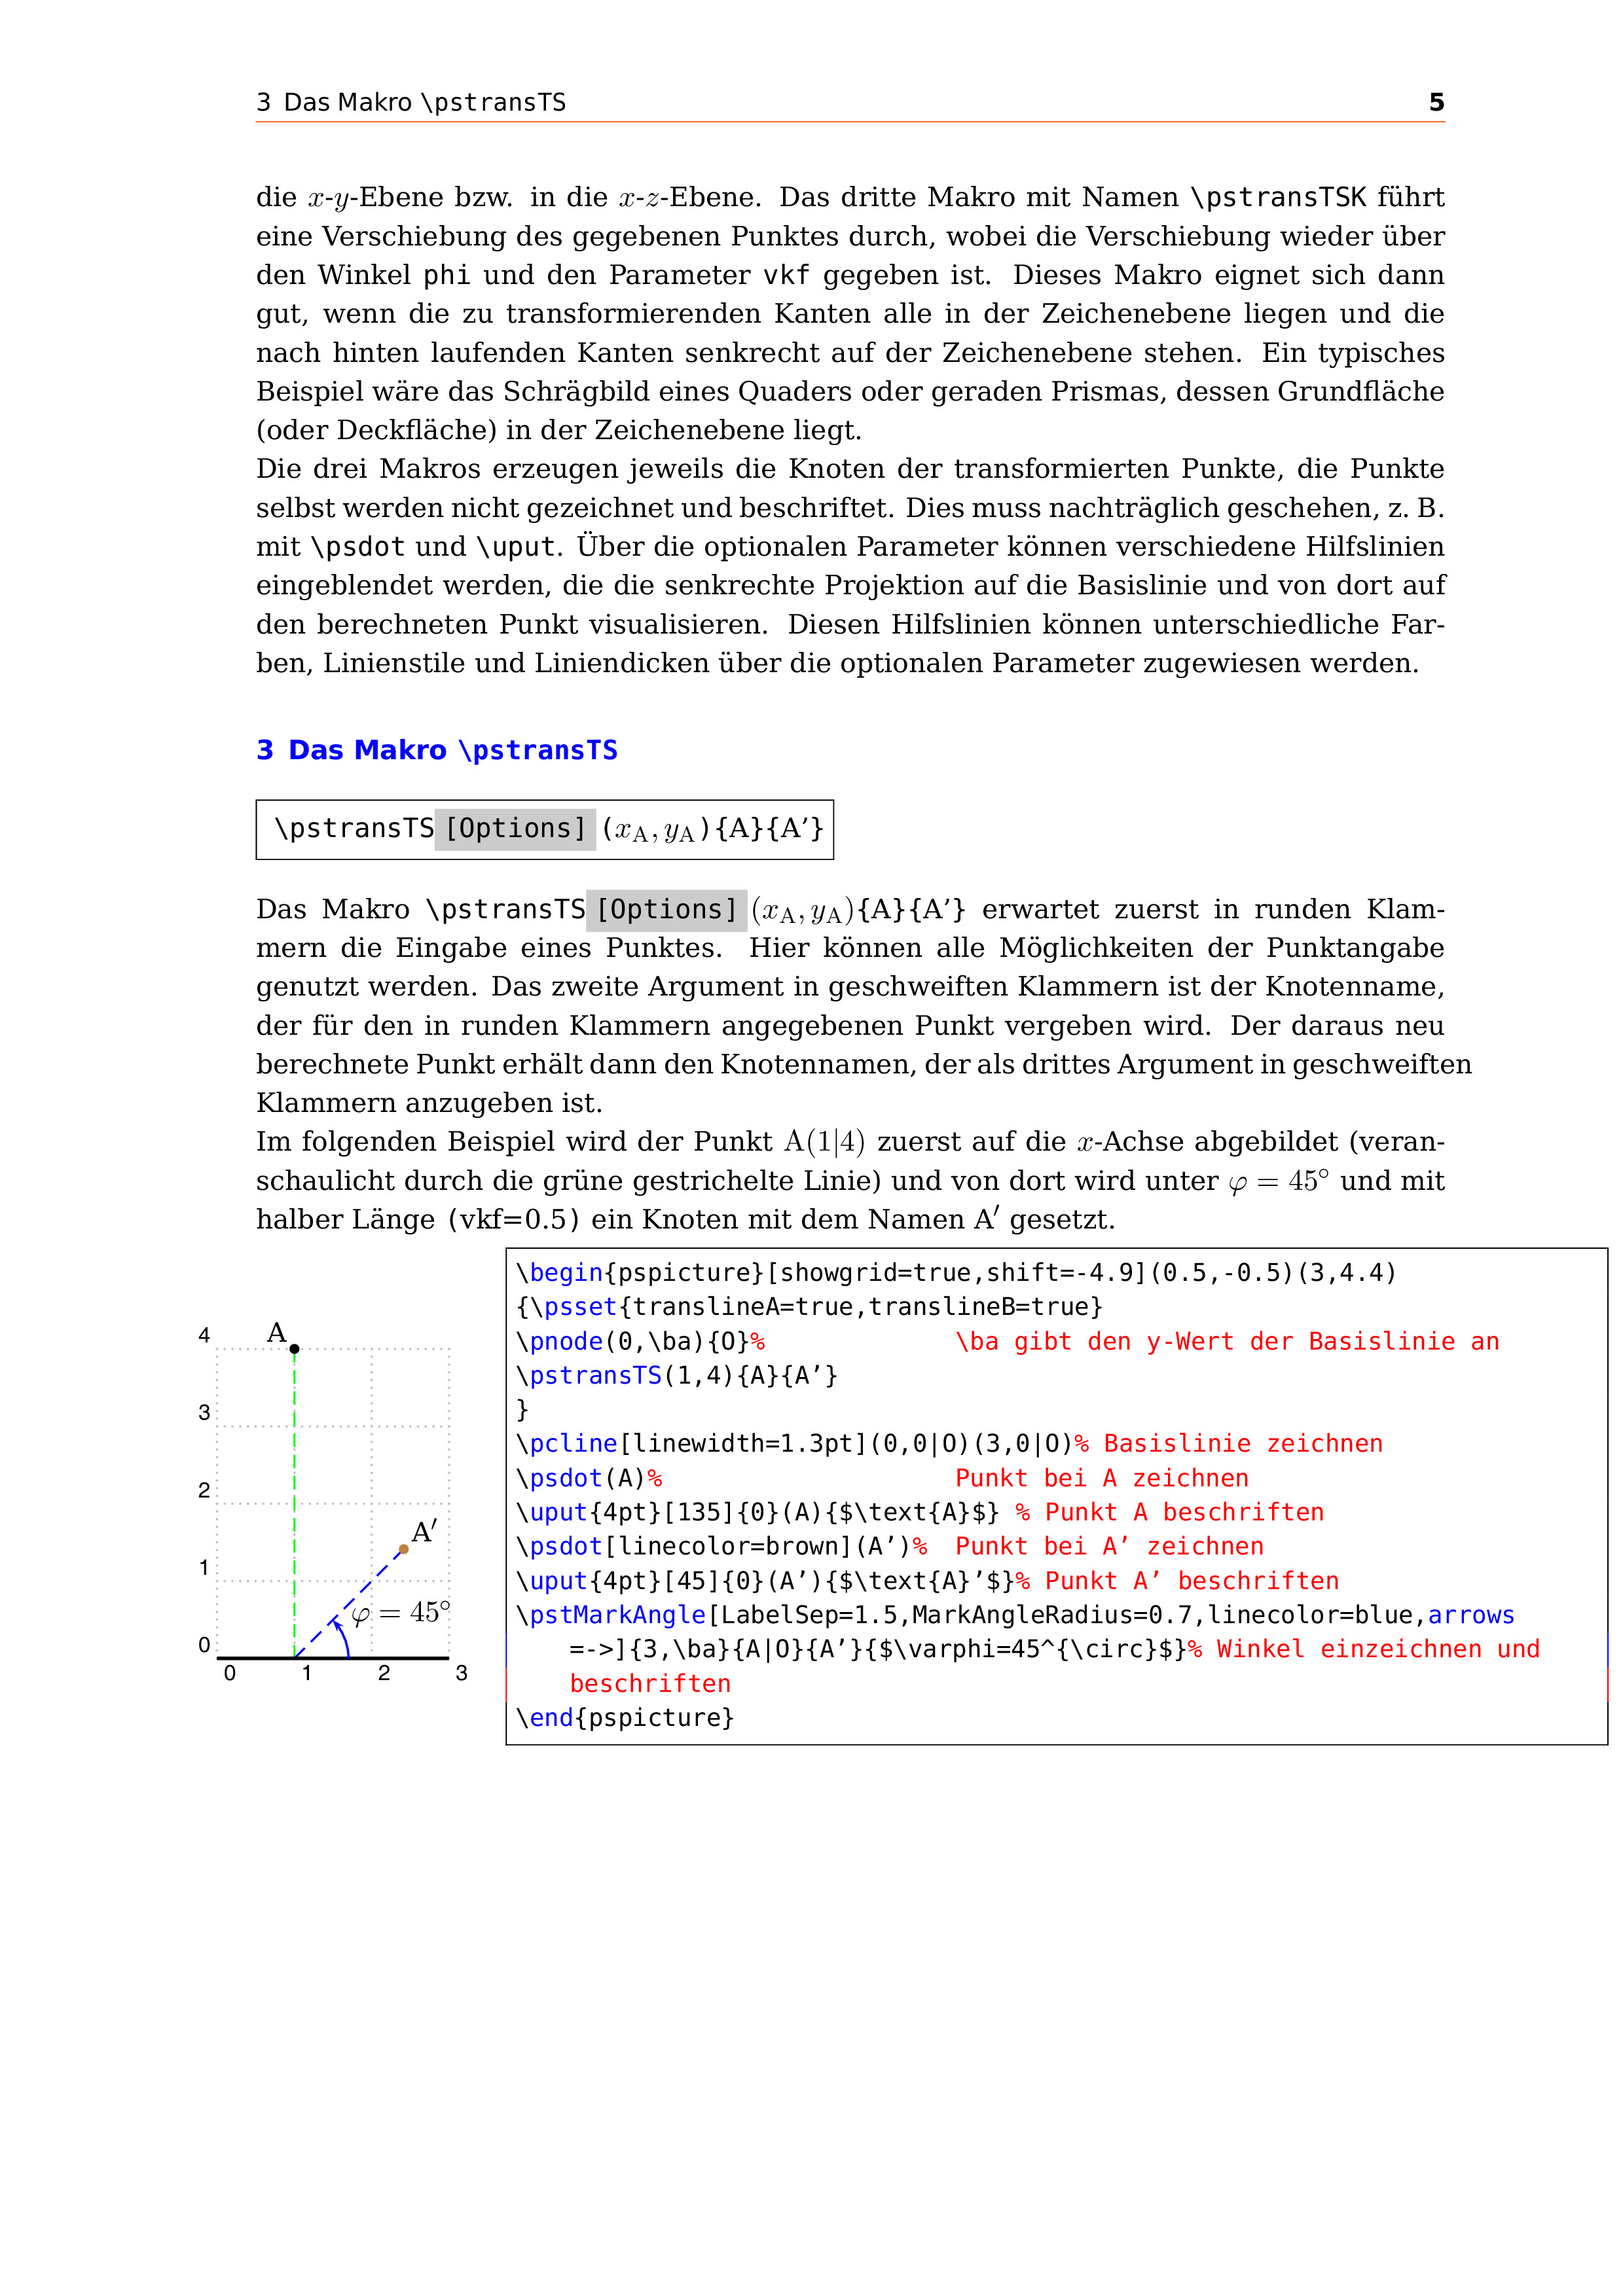 3 Das Makro \pstransTS 5
die x-y-Ebene bzw. in die x-z-Ebene. Das dritte Makro mit Namen \pstransTSK führt
eine Verschiebung des gegebenen Punktes durch, wobei die Verschiebung wieder über
den Winkel phi und den Parameter vkf gegeben ist. Dieses Makro eignet sich dann
gut, wenn die zu transformierenden Kanten alle in der Zeichenebene liegen und die
nach hinten laufenden Kanten senkrecht auf der Zeichenebene stehen. Ein typisches
Beispiel wäre das Schrägbild eines Quaders oder geraden Prismas, dessen Grundfläche
(oder Deckfläche) in der Zeichenebene liegt.
Die drei Makros erzeugen jeweils die Knoten der transformierten Punkte, die Punkte
selbst werden nicht gezeichnet und beschriftet. Dies muss nachträglich geschehen, z. B.
mit \psdot und \uput. Über die optionalen Parameter können verschiedene Hilfslinien
eingeblendet werden, die die senkrechte Projektion auf die Basislinie und von dort auf
den berechneten Punkt visualisieren. Diesen Hilfslinien können unterschiedliche Far-
ben, Linienstile und Liniendicken über die optionalen Parameter zugewiesen werden.
3 Das Makro \pstransTS
\pstransTS[Options](x_A, y_A){A}{A’}
Das Makro \pstransTS[Options](x_A, y_A){A}{A’} erwartet zuerst in runden Klam-
mern die Eingabe eines Punktes. Hier können alle Möglichkeiten der Punktangabe
genutzt werden. Das zweite Argument in geschweiften Klammern ist der Knotenname,
der für den in runden Klammern angegebenen Punkt vergeben wird. Der daraus neu
berechnete Punkt erhält dann den Knotennamen, der als drittes Argument in geschweiften
Klammern anzugeben ist.
Im folgenden Beispiel wird der Punkt A(1|4) zuerst auf die x-Achse abgebildet (veran-
schaulicht durch die grüne gestrichelte Linie) und von dort wird unter φ = 45° und mit
halber Länge (vkf=0.5) ein Knoten mit dem Namen A′ gesetzt.
4
3
2
1
0
0 1 2 3
A
A′
φ = 45°
\begin{pspicture}[showgrid=true,shift=-4.9](0.5,-0.5)(3,4.4)
{\psset{translineA=true,translineB=true}
\pnode(0,\ba){O}% \ba gibt den y-Wert der Basislinie an
\pstransTS(1,4){A}{A’}
}
\pcline[linewidth=1.3pt](0,0|O)(3,0|O)% Basislinie zeichnen
\psdot(A)% Punkt bei A zeichnen
\uput{4pt}[135]{0}(A){$\text{A}$} % Punkt A beschriften
\psdot[linecolor=brown](A’)% Punkt bei A’ zeichnen
\uput{4pt}[45]{0}(A’){$\text{A}’$}% Punkt A’ beschriften
\pstMarkAngle[LabelSep=1.5,MarkAngleRadius=0.7,linecolor=blue,arrows
=->]{3,\ba}{A|O}{A’}{$\varphi=45^{\circ}$}% Winkel einzeichnen und
beschriften
\end{pspicture}